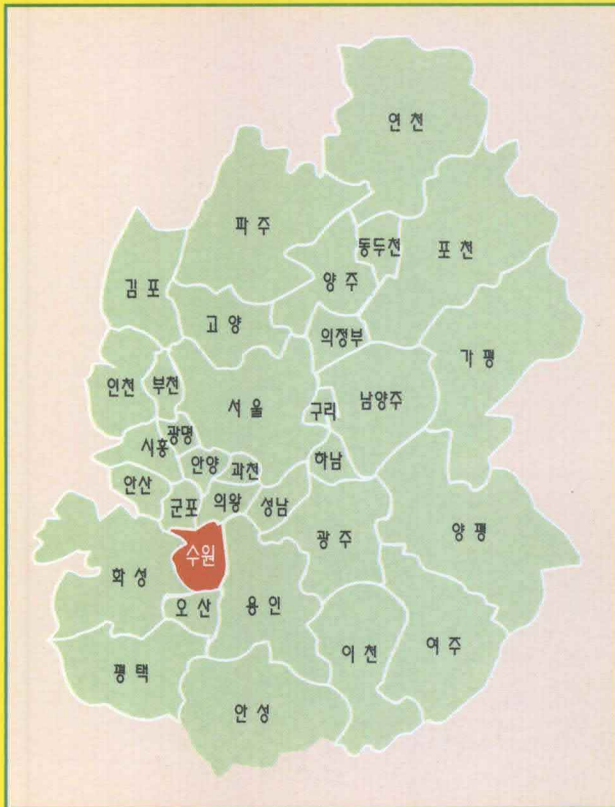 연 천
파 주
동두천
포 천
양 주
김 포
고 양
의정부
가 평
인천
부천
서 울
구리
남양주
광명
시흥
안양
과천
하남
안산
군포
의왕
성남
광 주
양 평
수원
화 성
오 산
용 인
이 천
여 주
평 택
안 성